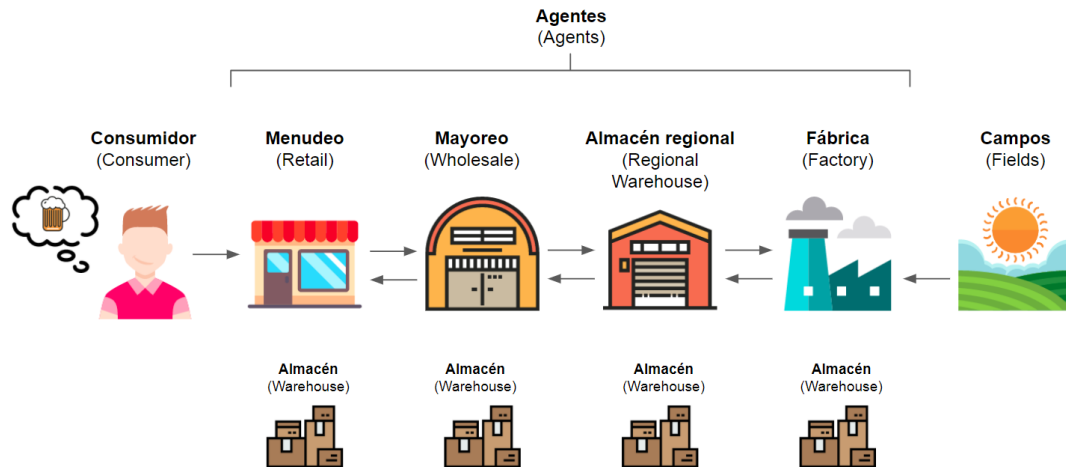 Agentes
(Agents)
Consumidor
(Consumer)
Menudeo
(Retail)
Mayoreo
(Wholesale)
Almacén regional
(Regional
Warehouse)
Fábrica
(Factory)
Campos
(Fields)
Almacén
(Warehouse)
Almacén
(Warehouse)
Almacén
(Warehouse)
Almacén
(Warehouse)